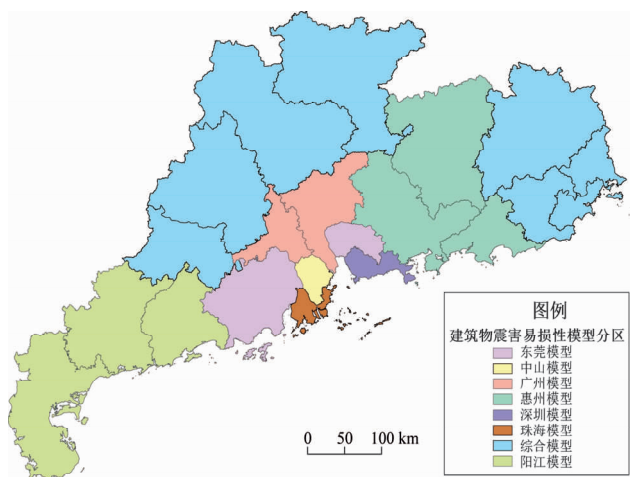 图例
建筑物震害易损性模型分区
东莞模型
中山模型
广州模型
惠州模型
深圳模型
珠海模型
综合模型
阳江模型
0 50 100 km